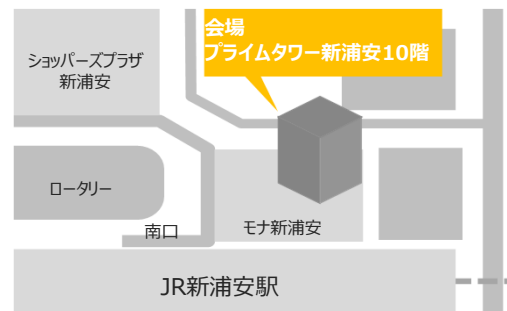 会場
プライムタワー新浦安10階
ショッパーズプラザ
新浦安
ロータリー
南口
モナ新浦安
JR新浦安駅